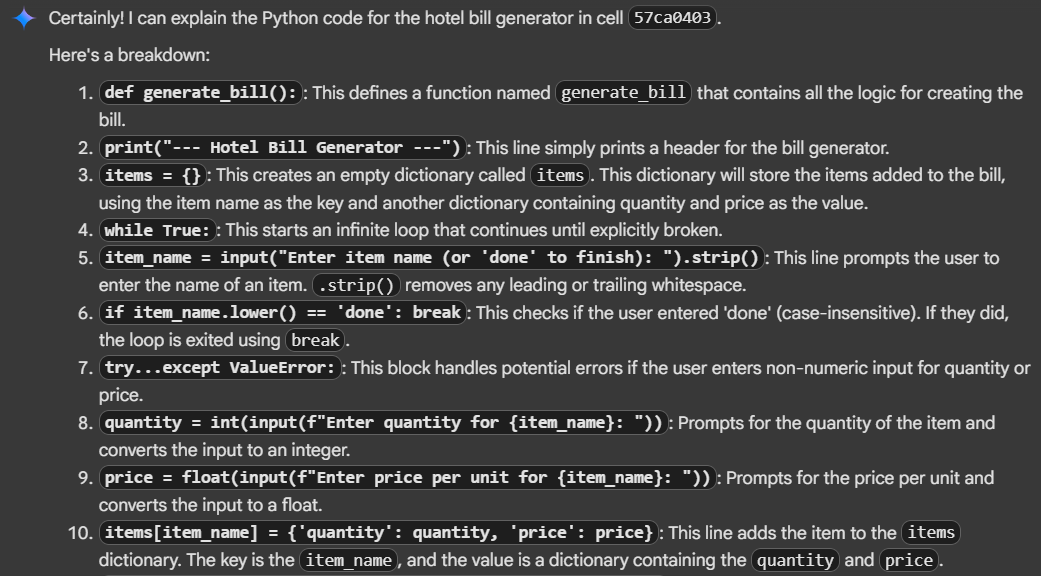 Certainly! I can explain the Python code for the hotel bill generator in cell 57ca0403.
Here's a breakdown:
1. def generate_bill():: This defines a function named generate_bill that contains all the logic for creating the
bill.
2. print("--- Hotel Bill Generator ---"): This line simply prints a header for the bill generator.
3. items = {}: This creates an empty dictionary called items. This dictionary will store the items added to the bill,
using the item name as the key and another dictionary containing quantity and price as the value.
4. while True:: This starts an infinite loop that continues until explicitly broken.
5. item_name = input("Enter item name (or 'done' to finish): ").strip(): This line prompts the user to
enter the name of an item. .strip() removes any leading or trailing whitespace.
6. if item_name.lower() == 'done': break: This checks if the user entered 'done' (case-insensitive). If they did,
the loop is exited using break.
7. try...except ValueError:: This block handles potential errors if the user enters non-numeric input for quantity or
price.
8. quantity = int(input(f"Enter quantity for {item_name}: ")): Prompts for the quantity of the item and
converts the input to an integer.
9. price = float(input(f"Enter price per unit for {item_name}: ")): Prompts for the price per unit and
converts the input to a float.
10. items[item_name] = {'quantity': quantity, 'price': price}: This line adds the item to the items
dictionary. The key is the item_name, and the value is a dictionary containing the quantity and price.